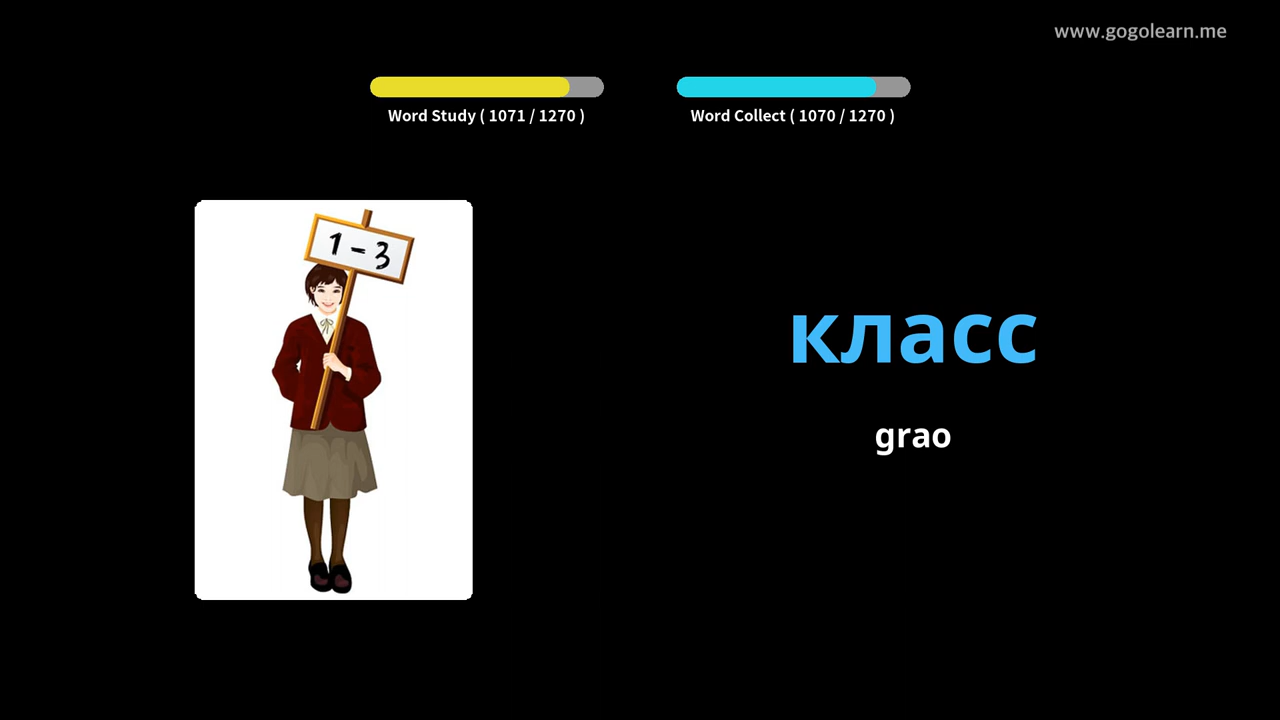 www.gogolearn.me
Word Study ( 1071 / 1270 )
Word Collect ( 1070 / 1270 )
1 - 3
класс
grao